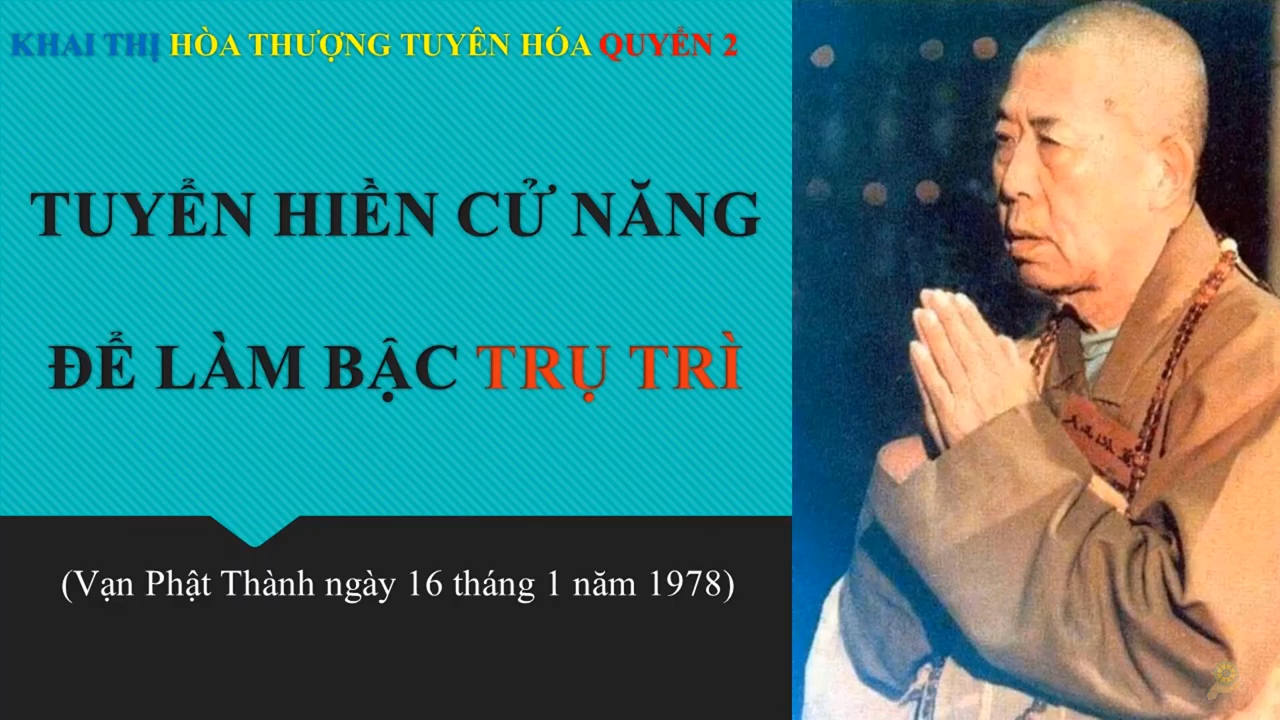 KHAI THỊ HÒA THƯỢNG TUYÊN HÓA QUYỂN 2
TUYỂN HIỀN CỬ NĂNG
ĐỂ LÀM BẬC TRỤ TRÌ
(Vạn Phật Thành ngày 16 tháng 1 năm 1978)